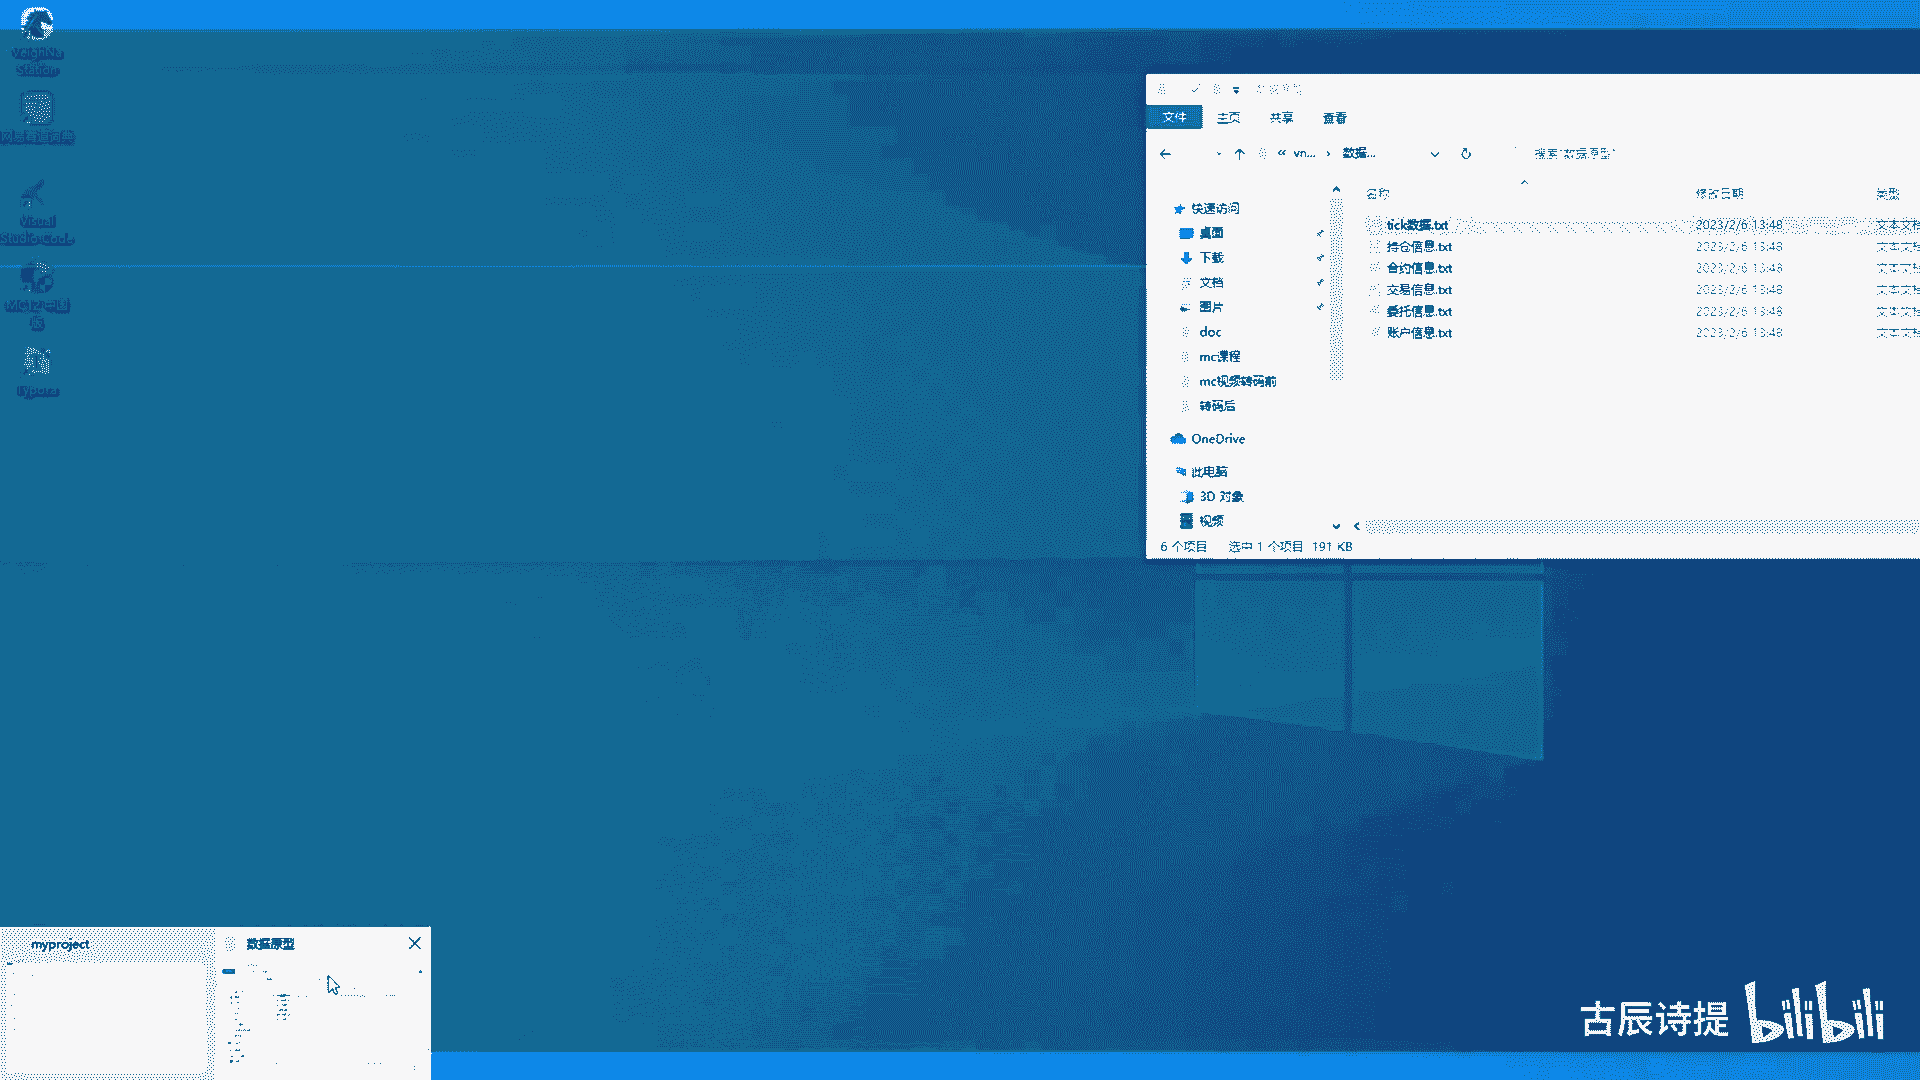 VeighNa
Station
网易有道词典
Visual
Studio Code
MC12中国
版
Typora
数据原型
文件 主页 共享 查看
« vn... › 数据...
搜索"数据原型"
名称 修改日期 类型
快速访问
桌面
下载
文档
图片
doc
mc课程
mc视频转码前
转码后
OneDrive
此电脑
3D 对象
视频
tick数据.txt 2023/2/6 13:48 文本文档
持仓信息.txt 2023/2/6 13:48 文本文档
合约信息.txt 2023/2/6 13:48 文本文档
交易信息.txt 2023/2/6 13:48 文本文档
委托信息.txt 2023/2/6 13:48 文本文档
账户信息.txt 2023/2/6 13:48 文本文档
6 个项目 选中 1 个项目 191 KB
myproject
数据原型
古辰诗提 bilibili